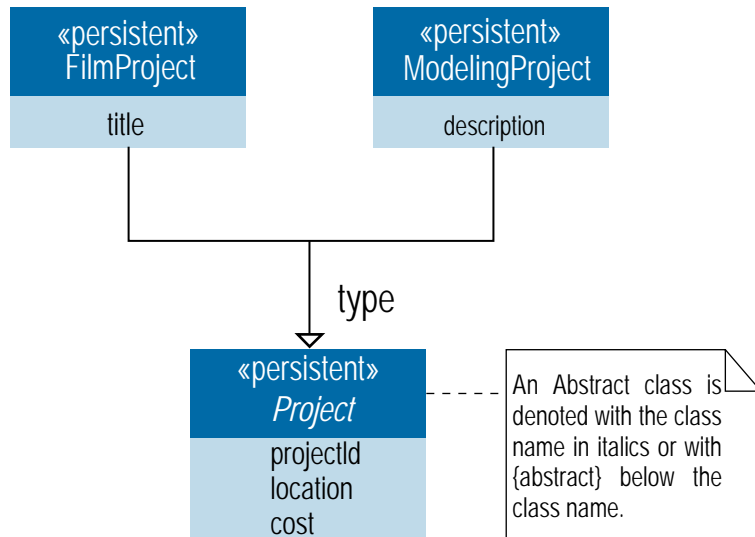 «persistent»
FilmProject
title
«persistent»
ModelingProject
description
type
«persistent»
Project
projectId
location
cost
An Abstract class is
denoted with the class
name in italics or with
{abstract} below the
class name.